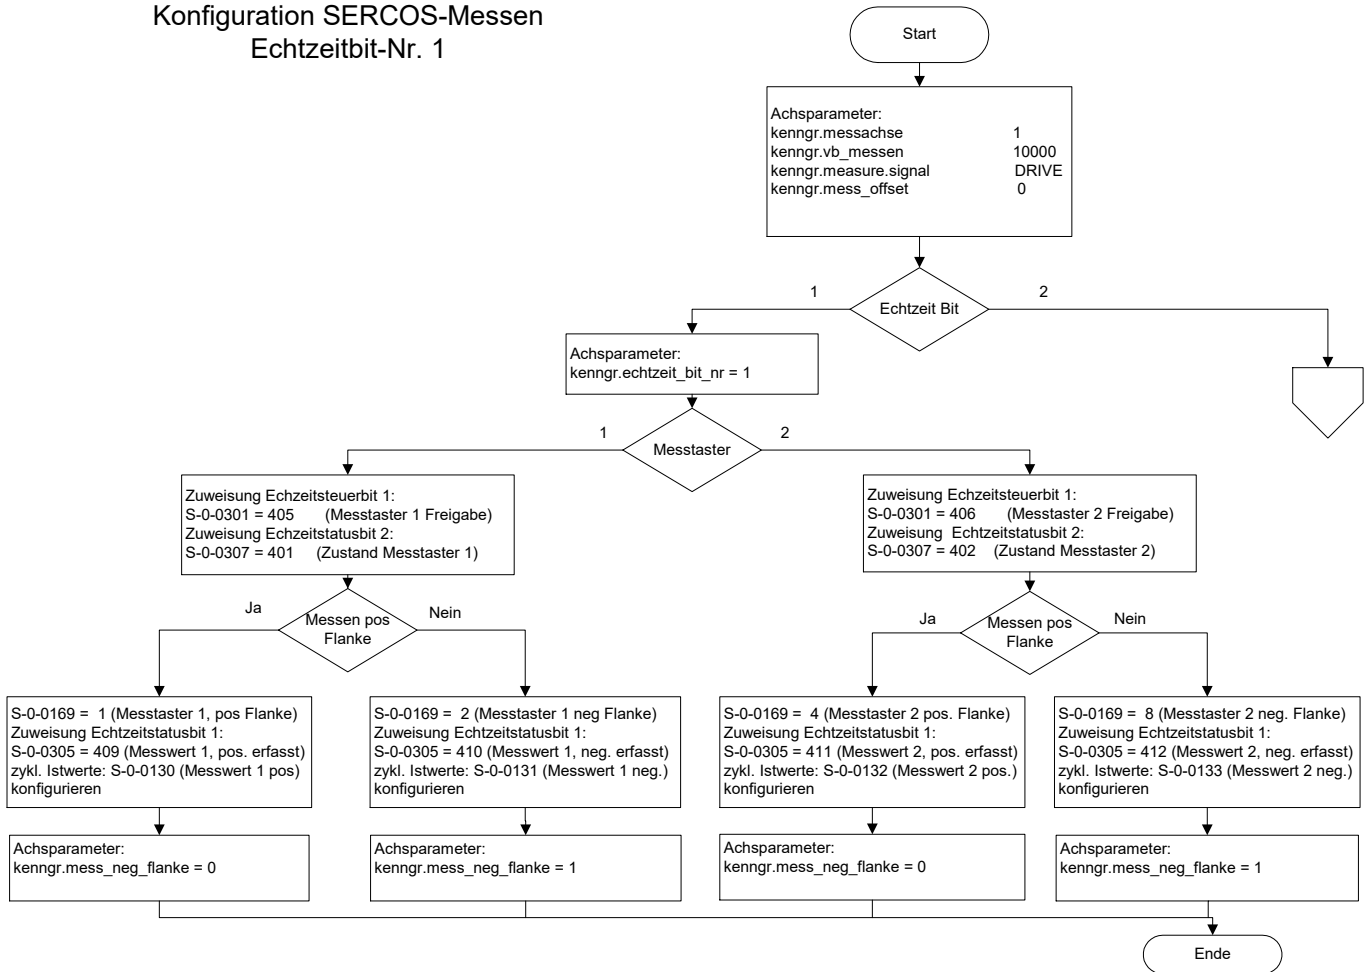 Konfiguration SERCOS-Messen
Echtzeitbit-Nr. 1
Start
Achsparameter:
kenngr.messachse 1
kenngr.vb_messen 10000
kenngr.measure.signal DRIVE
kenngr.mess_offset 0
1
Echtzeit Bit
2
Achsparameter:
kenngr.echtzeit_bit_nr = 1
1
Messtaster
2
Zuweisung Echzeitsteuerbit 1:
S-0-0301 = 405 (Messtaster 1 Freigabe)
Zuweisung Echzeitstatusbit 2:
S-0-0307 = 401 (Zustand Messtaster 1)
Zuweisung Echzeitsteuerbit 1:
S-0-0301 = 406 (Messtaster 2 Freigabe)
Zuweisung Echtzeitstatusbit 2:
S-0-0307 = 402 (Zustand Messtaster 2)
Ja
Messen pos
Flanke
Nein
Ja
Messen pos
Flanke
Nein
S-0-0169 = 1 (Messtaster 1, pos Flanke)
Zuweisung Echtzeitstatusbit 1:
S-0-0305 = 409 (Messwert 1, pos. erfasst)
zykl. Istwerte: S-0-0130 (Messwert 1 pos)
konfigurieren
S-0-0169 = 2 (Messtaster 1 neg Flanke)
Zuweisung Echtzeitstatusbit 1:
S-0-0305 = 410 (Messwert 1, neg. erfasst)
zykl. Istwerte: S-0-0131 (Messwert 1 neg.)
konfigurieren
S-0-0169 = 4 (Messtaster 2 pos. Flanke)
Zuweisung Echtzeitstatusbit 1:
S-0-0305 = 411 (Messwert 2, pos. erfasst)
zykl. Istwerte: S-0-0132 (Messwert 2 pos.)
konfigurieren
S-0-0169 = 8 (Messtaster 2 neg. Flanke)
Zuweisung Echtzeitstatusbit 1:
S-0-0305 = 412 (Messwert 2, neg. erfasst)
zykl. Istwerte: S-0-0133 (Messwert 2 neg.)
konfigurieren
Achsparameter:
kenngr.mess_neg_flanke = 0
Achsparameter:
kenngr.mess_neg_flanke = 1
Achsparameter:
kenngr.mess_neg_flanke = 0
Achsparameter:
kenngr.mess_neg_flanke = 1
Ende